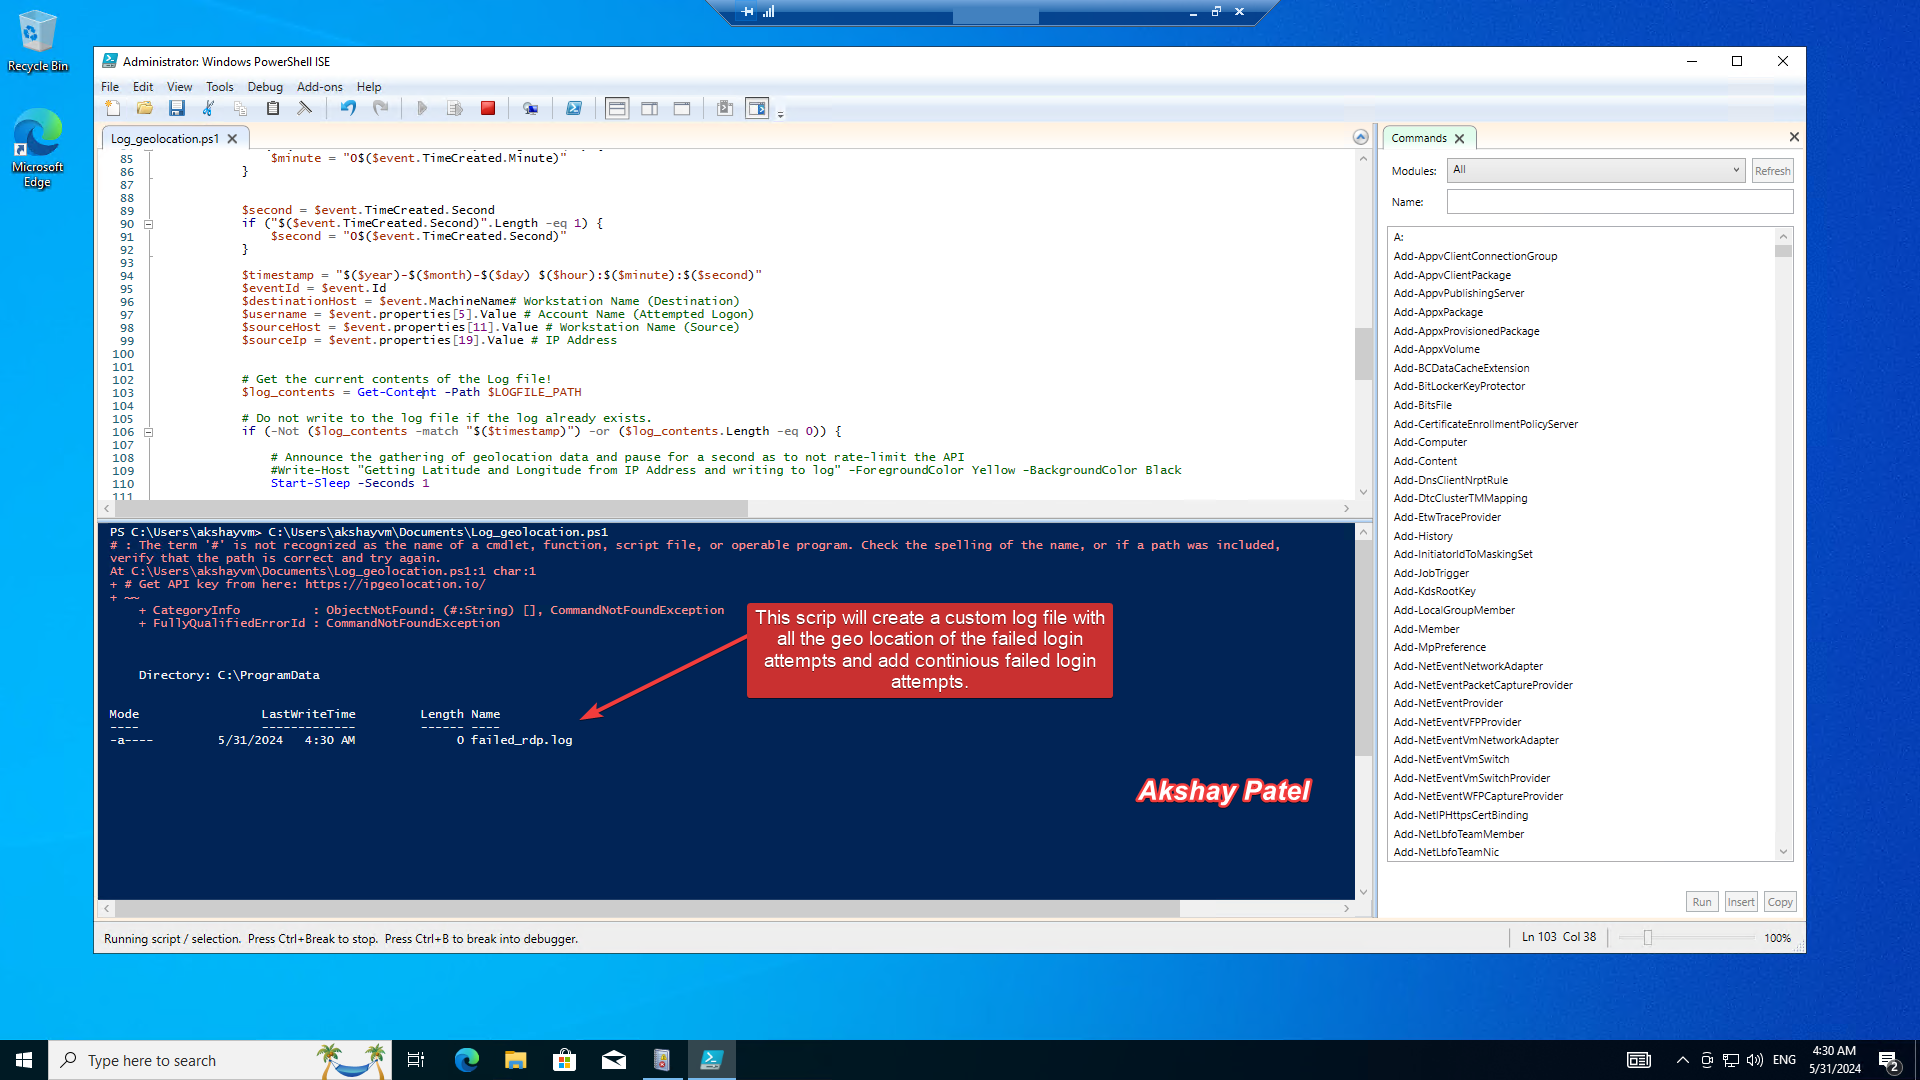 Recycle Bin
Microsoft
Edge
Administrator: Windows PowerShell ISE
File Edit View Tools Debug Add-ons Help
Log_geolocation.ps1
85 $minute = "0$($event.TimeCreated.Minute)"
86 }
87
88
89 $second = $event.TimeCreated.Second
90 if ("$($event.TimeCreated.Second)".Length -eq 1) {
91 $second = "0$($event.TimeCreated.Second)"
92 }
93
94 $timestamp = "$($year)-$($month)-$($day) $($hour):$($minute):$($second)"
95 $eventId = $event.Id
96 $destinationHost = $event.MachineName# Workstation Name (Destination)
97 $username = $event.properties[5].Value # Account Name (Attempted Logon)
98 $sourceHost = $event.properties[11].Value # Workstation Name (Source)
99 $sourceIp = $event.properties[19].Value # IP Address
100
101
102 # Get the current contents of the Log file!
103 $log_contents = Get-Content -Path $LOGFILE_PATH
104
105 # Do not write to the log file if the log already exists.
106 if (-Not ($log_contents -match "$($timestamp)") -or ($log_contents.Length -eq 0)) {
107
108 # Announce the gathering of geolocation data and pause for a second as to not rate-limit the API
109 #Write-Host "Getting Latitude and Longitude from IP Address and writing to log" -ForegroundColor Yellow -BackgroundColor Black
110 Start-Sleep -Seconds 1
111
PS C:\Users\akshayvm> C:\Users\akshayvm\Documents\Log_geolocation.ps1
# : The term '#' is not recognized as the name of a cmdlet, function, script file, or operable program. Check the spelling of the name, or if a path was included,
verify that the path is correct and try again.
At C:\Users\akshayvm\Documents\Log_geolocation.ps1:1 char:1
+ # Get API key from here: https://ipgeolocation.io/
+ ~~
+ CategoryInfo : ObjectNotFound: (#:String) [], CommandNotFoundException
+ FullyQualifiedErrorId : CommandNotFoundException
This scrip will create a custom log file with
all the geo location of the failed login
attempts and add continious failed login
attempts.
Directory: C:\ProgramData
Mode LastWriteTime Length Name
---- ------------- ------ ----
-a---- 5/31/2024 4:30 AM 0 failed_rdp.log
Akshay Patel
Commands
Modules: All Refresh
Name:
A:
Add-AppvClientConnectionGroup
Add-AppvClientPackage
Add-AppvPublishingServer
Add-AppxPackage
Add-AppxProvisionedPackage
Add-AppxVolume
Add-BCDataCacheExtension
Add-BitLockerKeyProtector
Add-BitsFile
Add-CertificateEnrollmentPolicyServer
Add-Computer
Add-Content
Add-DnsClientNrptRule
Add-DtcClusterTMMapping
Add-EtwTraceProvider
Add-History
Add-InitiatorIdToMaskingSet
Add-JobTrigger
Add-KdsRootKey
Add-LocalGroupMember
Add-Member
Add-MpPreference
Add-NetEventNetworkAdapter
Add-NetEventPacketCaptureProvider
Add-NetEventProvider
Add-NetEventVFPProvider
Add-NetEventVmNetworkAdapter
Add-NetEventVmSwitch
Add-NetEventVmSwitchProvider
Add-NetEventWFPCaptureProvider
Add-NetIPHttpsCertBinding
Add-NetLbfoTeamMember
Add-NetLbfoTeamNic
Run Insert Copy
Running script / selection. Press Ctrl+Break to stop. Press Ctrl+B to break into debugger.
Ln 103 Col 38
100%
Type here to search
ENG
4:30 AM
5/31/2024
2